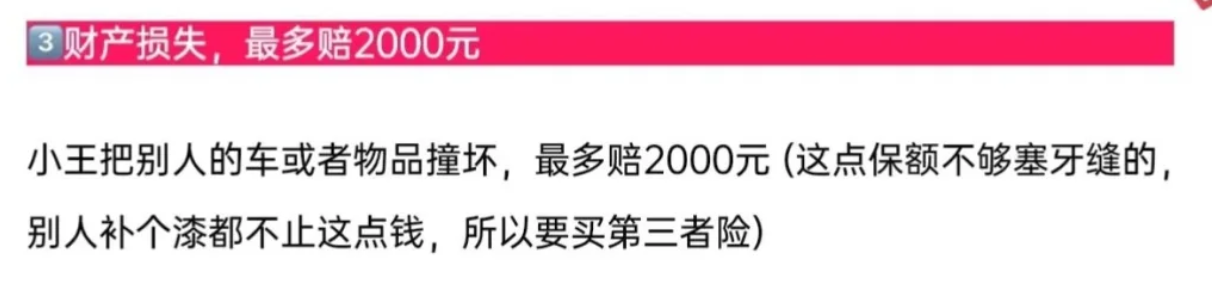 3️⃣财产损失，最多赔2000元
小王把别人的车或者物品撞坏，最多赔2000元 (这点保额不够塞牙缝的，
别人补个漆都不止这点钱，所以要买第三者险)